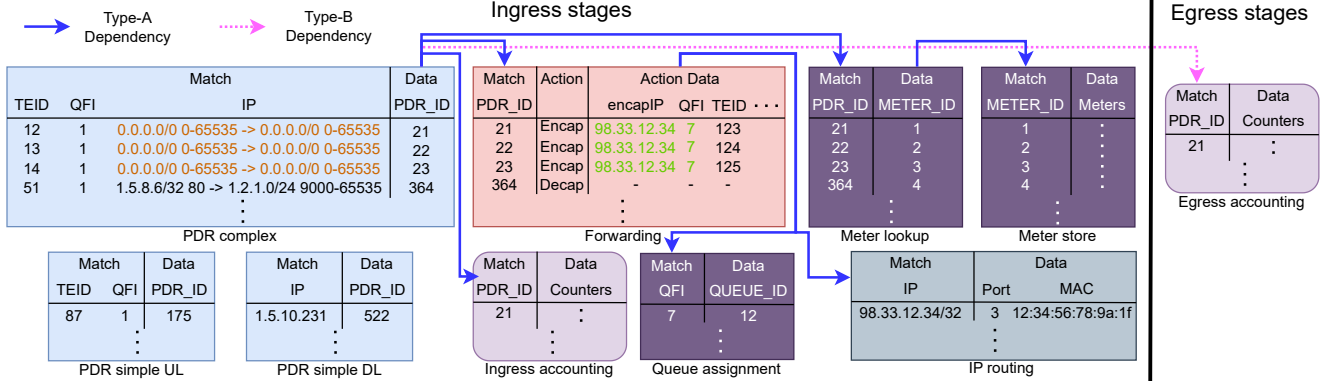 Type-A
Dependency
Type-B
Dependency
Ingress stages
Egress stages
Match Data
TEID QFI IP PDR_ID
12 1 0.0.0.0/0 0-65535 -> 0.0.0.0/0 0-65535 21
13 1 0.0.0.0/0 0-65535 -> 0.0.0.0/0 0-65535 22
14 1 0.0.0.0/0 0-65535 -> 0.0.0.0/0 0-65535 23
51 1 1.5.8.6/32 80 -> 1.2.1.0/24 9000-65535 364
PDR complex
Match Action Action Data
PDR_ID encapIP QFI TEID ···
21 Encap 98.33.12.34 7 123
22 Encap 98.33.12.34 7 124
23 Encap 98.33.12.34 7 125
364 Decap - - -
Forwarding
Match Data
PDR_ID METER_ID
21 1
22 2
23 3
364 4
Meter lookup
Match Data
METER_ID Meters
1
2
3
4
Meter store
Match Data
PDR_ID Counters
21
Egress accounting
Match Data
TEID QFI PDR_ID
87 1 175
PDR simple UL
Match Data
IP PDR_ID
1.5.10.231 522
PDR simple DL
Match Data
PDR_ID Counters
21
Ingress accounting
Match Data
QFI QUEUE_ID
7 12
Queue assignment
Match Data
IP Port MAC
98.33.12.34/32 3 12:34:56:78:9a:1f
IP routing